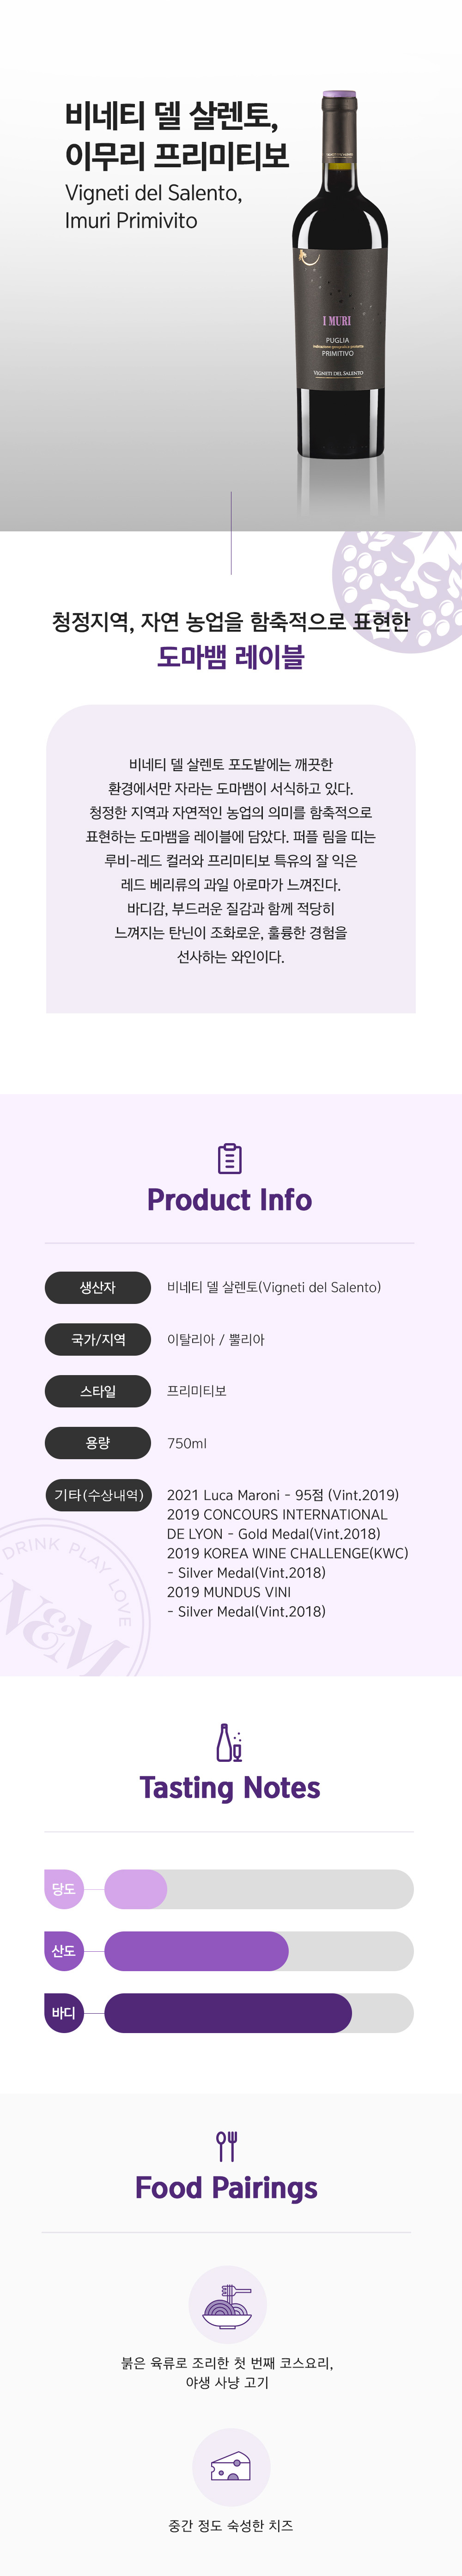 비네티 델 살렌토,
이무리 프리미티보
Vigneti del Salento,
Imuri Primivito
I MURI
PUGLIA
PRIMITIVO
VIGNETI DEL SALENTO
청정지역, 자연 농업을 함축적으로 표현한
도마뱀 레이블
비네티 델 살렌토 포도밭에는 깨끗한
환경에서만 자라는 도마뱀이 서식하고 있다.
청정한 지역과 자연적인 농업의 의미를 함축적으로
표현하는 도마뱀을 레이블에 담았다. 퍼플 림을 띠는
루비-레드 컬러와 프리미티보 특유의 잘 익은
레드 베리류의 과일 아로마가 느껴진다.
바디감, 부드러운 질감과 함께 적당히
느껴지는 탄닌이 조화로운, 훌륭한 경험을
선사하는 와인이다.
Product Info
생산자
비네티 델 살렌토(Vigneti del Salento)
국가/지역
이탈리아 / 뿔리아
스타일
프리미티보
용량
750ml
기타(수상내역)
2021 Luca Maroni - 95점 (Vint.2019)
2019 CONCOURS INTERNATIONAL
DE LYON - Gold Medal(Vint.2018)
2019 KOREA WINE CHALLENGE(KWC)
- Silver Medal(Vint.2018)
2019 MUNDUS VINI
- Silver Medal(Vint.2018)
DRINK PLAY LOVE
W&M
Tasting Notes
당도
산도
바디
Food Pairings
붉은 육류로 조리한 첫 번째 코스요리,
야생 사냥 고기
중간 정도 숙성한 치즈